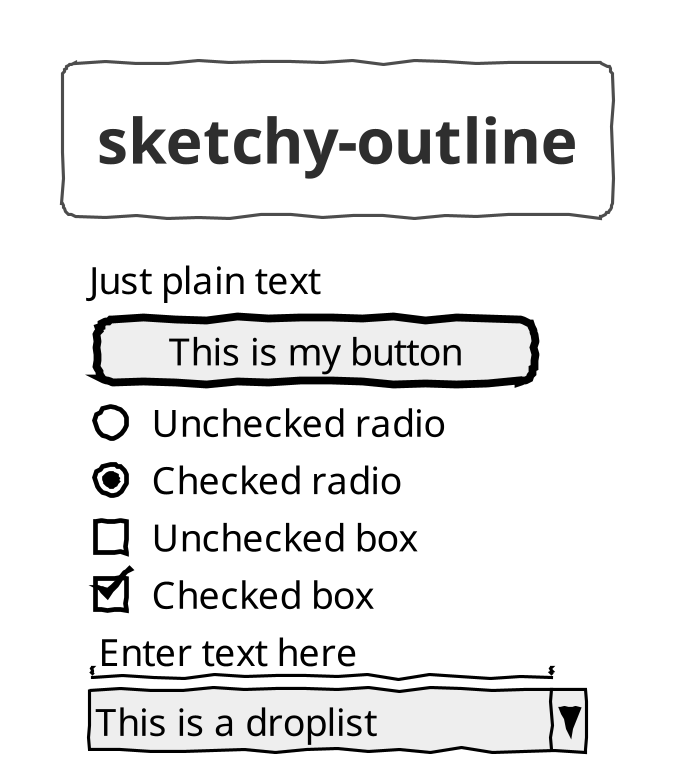 sketchy-outline
Just plain text
This is my button
Unchecked radio
Checked radio
Unchecked box
Checked box
Enter text here
This is a droplist